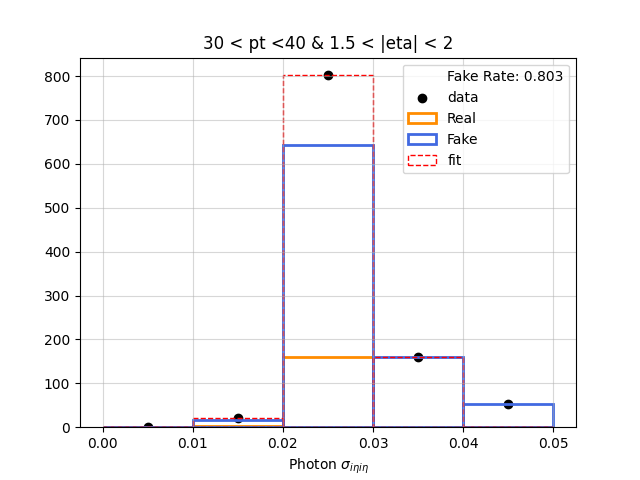 30 < pt <40 & 1.5 < |eta| < 2
Fake Rate: 0.803
data
Real
Fake
fit
800
700
600
500
400
300
200
100
0
0.00 0.01 0.02 0.03 0.04 0.05
Photon σiηiη